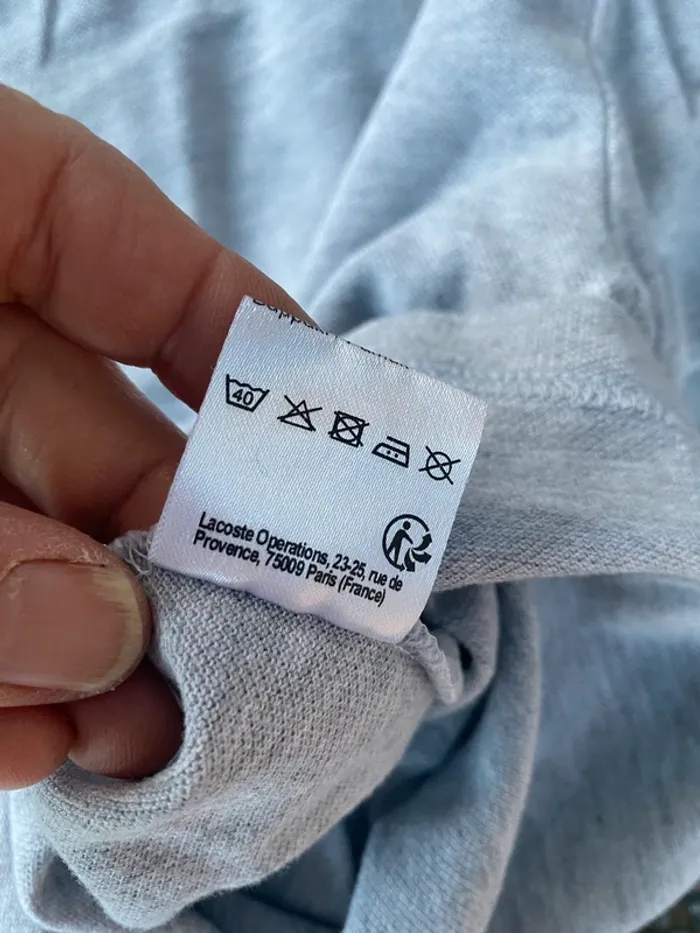 40
Lacoste Operations, 23-25, rue de
Provence, 75009 Paris (France)